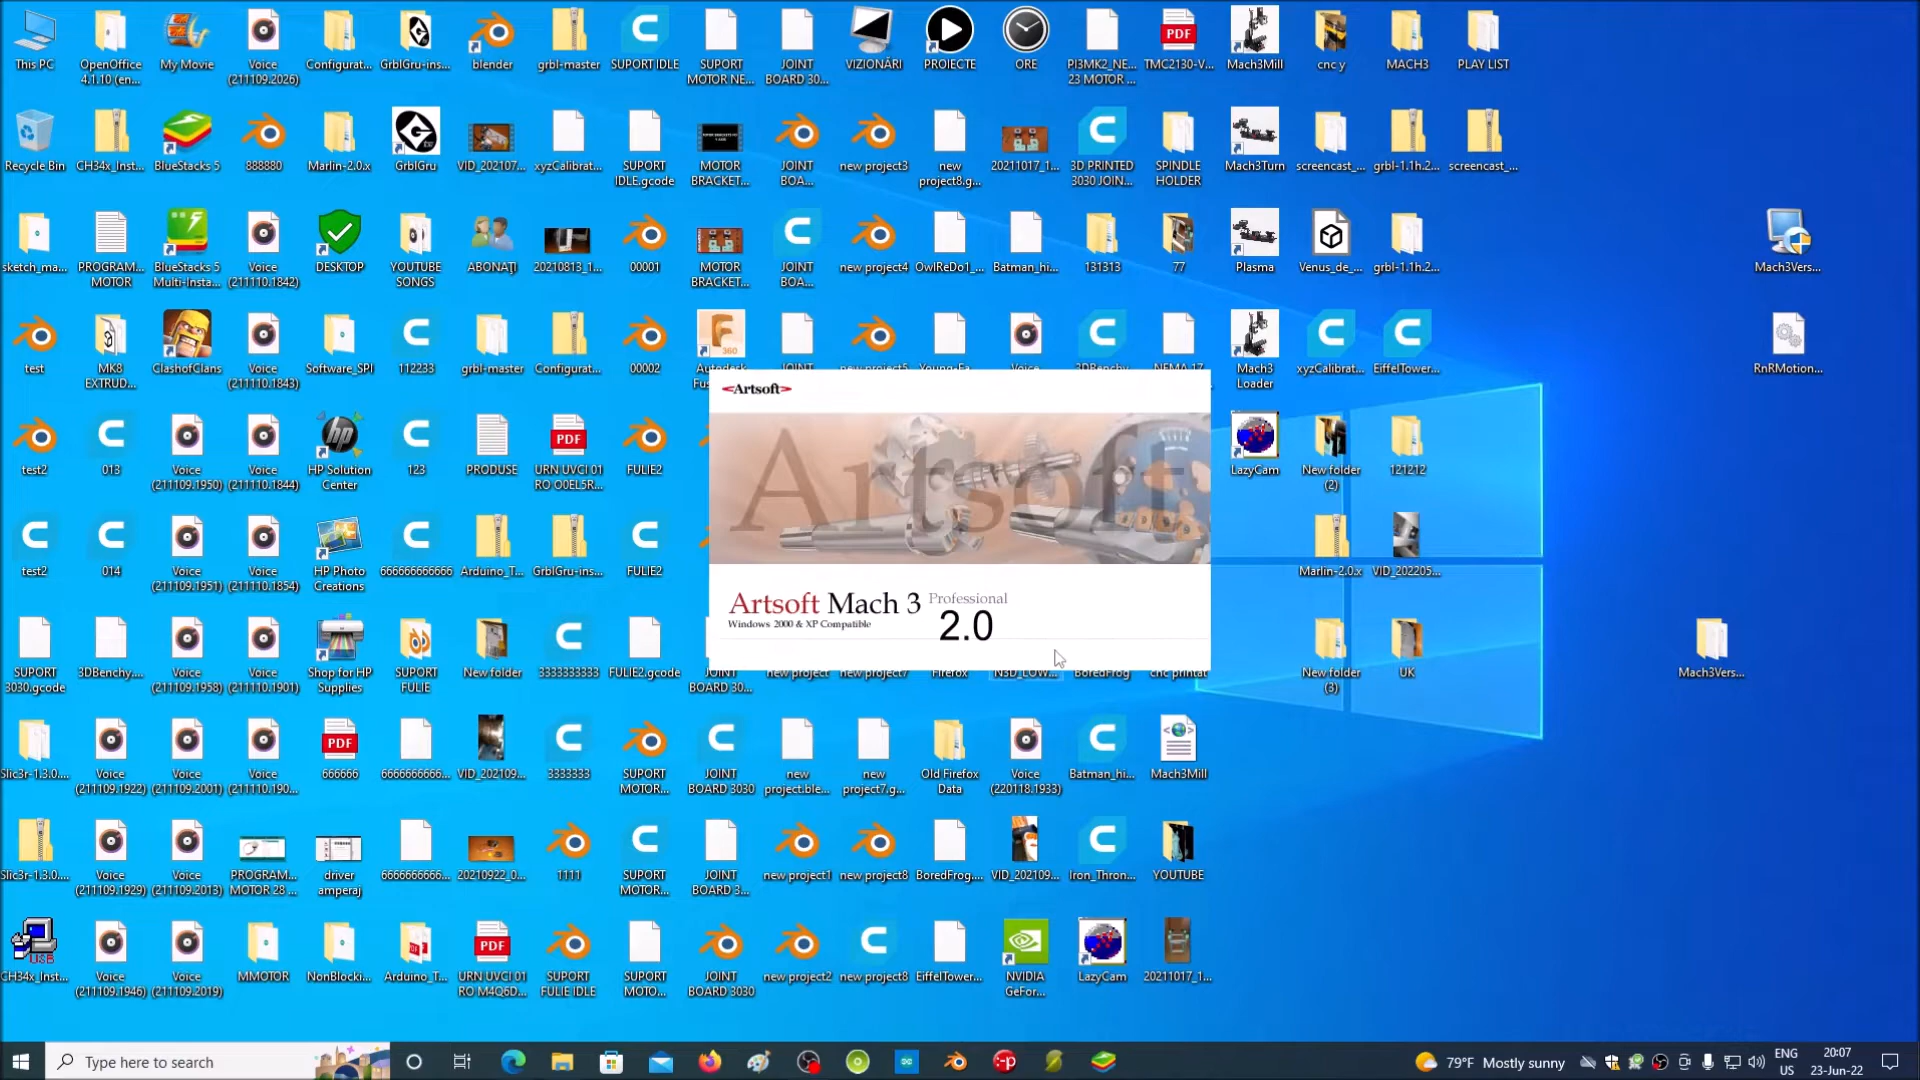 This PC
OpenOffice 4.1.10 (en...
My Movie
Voice (211109.2026)
Configurat...
GrblGru-ins...
blender
grbl-master
SUPORT IDLE
SUPORT MOTOR NE...
JOINT BOARD 30...
VIZIONĂRI
PROIECTE
ORE
PI3MK2_NE... 23 MOTOR ...
TMC2130-V...
Mach3Mill
cnc y
MACH3
PLAY LIST
Recycle Bin
CH34x_Inst...
BlueStacks 5
888880
Marlin-2.0.x
GrblGru
VID_202107...
xyzCalibrat...
SUPORT IDLE.gcode
MOTOR BRACKET...
JOINT BOA...
new project3
new project8.g...
20211017_1...
3D PRINTED 3030 JOIN...
SPINDLE HOLDER
Mach3Turn
screencast_...
grbl-1.1h.2...
screencast_...
sketch_ma...
PROGRAM... MOTOR
BlueStacks 5 Multi-Insta...
Voice (211110.1842)
DESKTOP
YOUTUBE SONGS
ABONAȚI
20210813_1...
00001
MOTOR BRACKET...
JOINT BOA...
new project4
OwlReDo1_...
Batman_hi...
131313
77
Plasma
Venus_de_...
grbl-1.1h.2...
Mach3Vers...
test
MK8 EXTRUD...
ClashofClans
Voice (211110.1843)
Software_SPI
112233
grbl-master
Configurat...
00002
360
Mach3 Loader
xyzCalibrat...
EiffelTower...
RnRMotion...
<Artsoft>
Artsoft
test2
013
Voice (211109.1950)
Voice (211110.1844)
HP Solution Center
123
PRODUSE
PDF
URN UVCI 01 RO O0EL5R...
FULIE2
LazyCam
New folder (2)
121212
test2
014
Voice (211109.1951)
Voice (211110.1854)
HP Photo Creations
666666666666
Arduino_T...
GrblGru-ins...
FULIE2
Marlin-2.0.x
VID_202205...
Artsoft Mach 3 Professional
Windows 2000 & XP Compatible
2.0
SUPORT 3030.gcode
3DBenchy....
Voice (211109.1958)
Voice (211110.1901)
Shop for HP Supplies
SUPORT FULIE
New folder
3333333333
FULIE2.gcode
BOARD 30...
New folder (3)
UK
Mach3Vers...
Slic3r-1.3.0....
Voice (211109.1922)
Voice (211109.2001)
Voice (211110.190...
PDF
666666
6666666666...
VID_202109...
3333333
SUPORT MOTOR...
JOINT BOARD 3030
new project.ble...
new project7.g...
Old Firefox Data
Voice (220118.1933)
Batman_hi...
Mach3Mill
Slic3r-1.3.0....
Voice (211109.1929)
Voice (211109.2013)
PROGRAM... MOTOR 28 ...
driver amperaj
6666666666...
20210922_0...
1111
SUPORT MOTOR...
JOINT BOARD 3...
new project1
new project8
BoredFrog....
VID_202109...
Iron_Thron...
YOUTUBE
CH34x_Inst...
Voice (211109.1946)
Voice (211109.2019)
MMOTOR
NonBlocki...
Arduino_T...
PDF
URN UVCI 01 RO M4Q6D...
SUPORT FULIE IDLE
SUPORT MOTO...
JOINT BOARD 3030
new project2
new project8
EiffelTower...
NVIDIA GeFor...
LazyCam
20211017_1...
Type here to search
79°F Mostly sunny
ENG
US
20:07
23-Jun-22